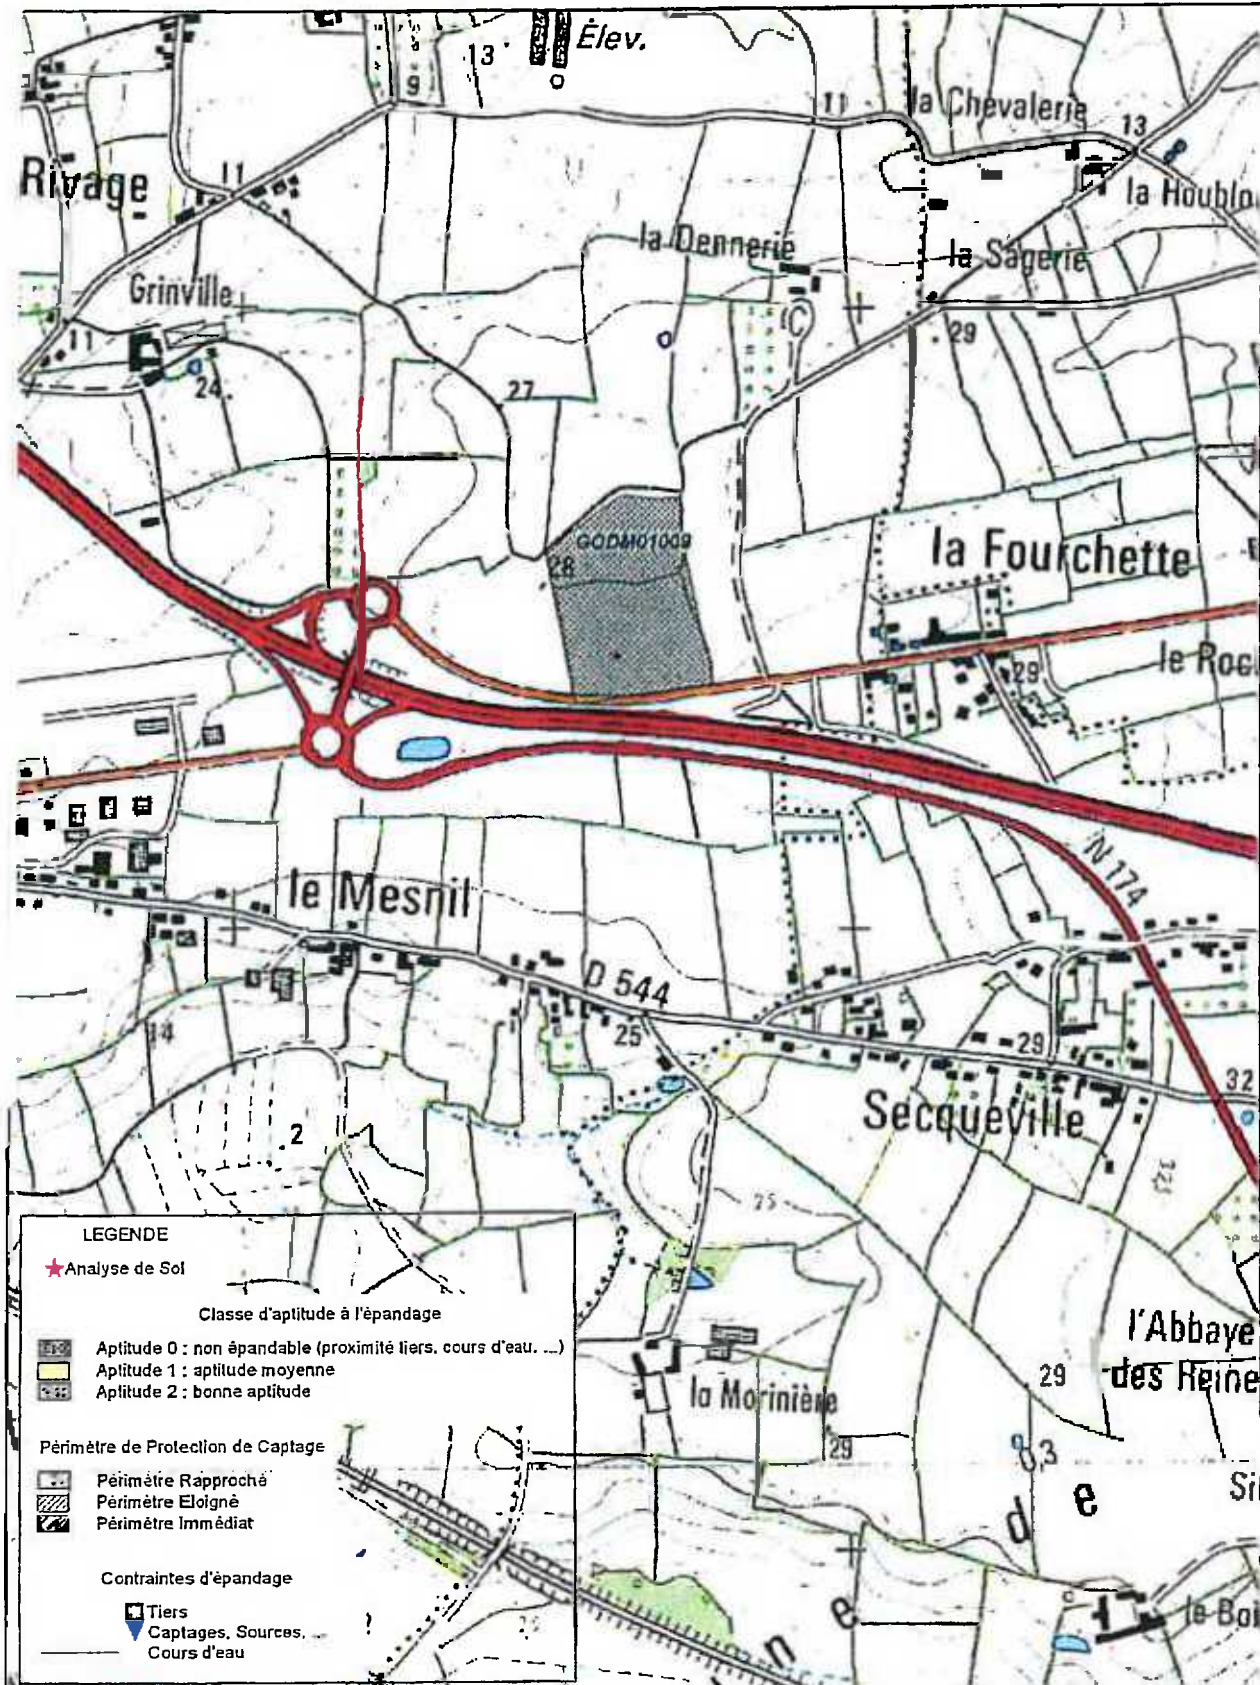 Élev.
13
9
11
la Chevalerie
13
Rivage
11
la Houblo
la Dennerie
la Sagerie
Grinville
C
11
29
24
27
GODM01009
28
la Fourchette
le Roc
29
N 174
le Mesnil
D 544
14
25
29
32
Secqueville
2
325
25
LEGENDE
Analyse de Sol
Classe d'aptitude à l'épandage
Aptitude 0 : non épandable (proximité tiers, cours d'eau, ...)
Aptitude 1 : aptitude moyenne
Aptitude 2 : bonne aptitude
Périmètre de Protection de Captage
Périmètre Rapproché
Périmètre Eloigné
Périmètre Immédiat
Contraintes d'épandage
Tiers
Captages, Sources, ...
Cours d'eau
l'Abbaye
des Reine
29
la Morinière
29
3
Si
d e
n e
le Boi